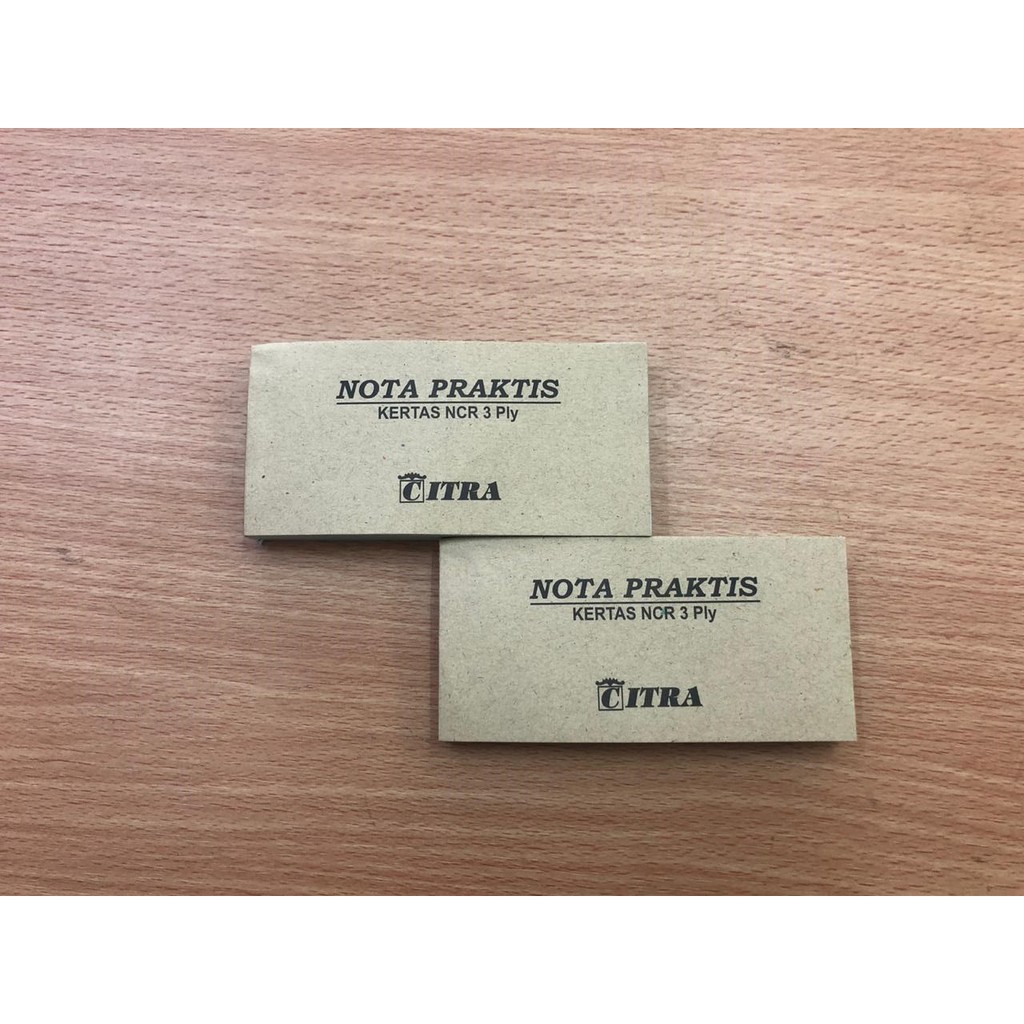 NOTA PRAKTIS
KERTAS NCR 3 Ply
CITRA
NOTA PRAKTIS
KERTAS NCR 3 Ply
CITRA